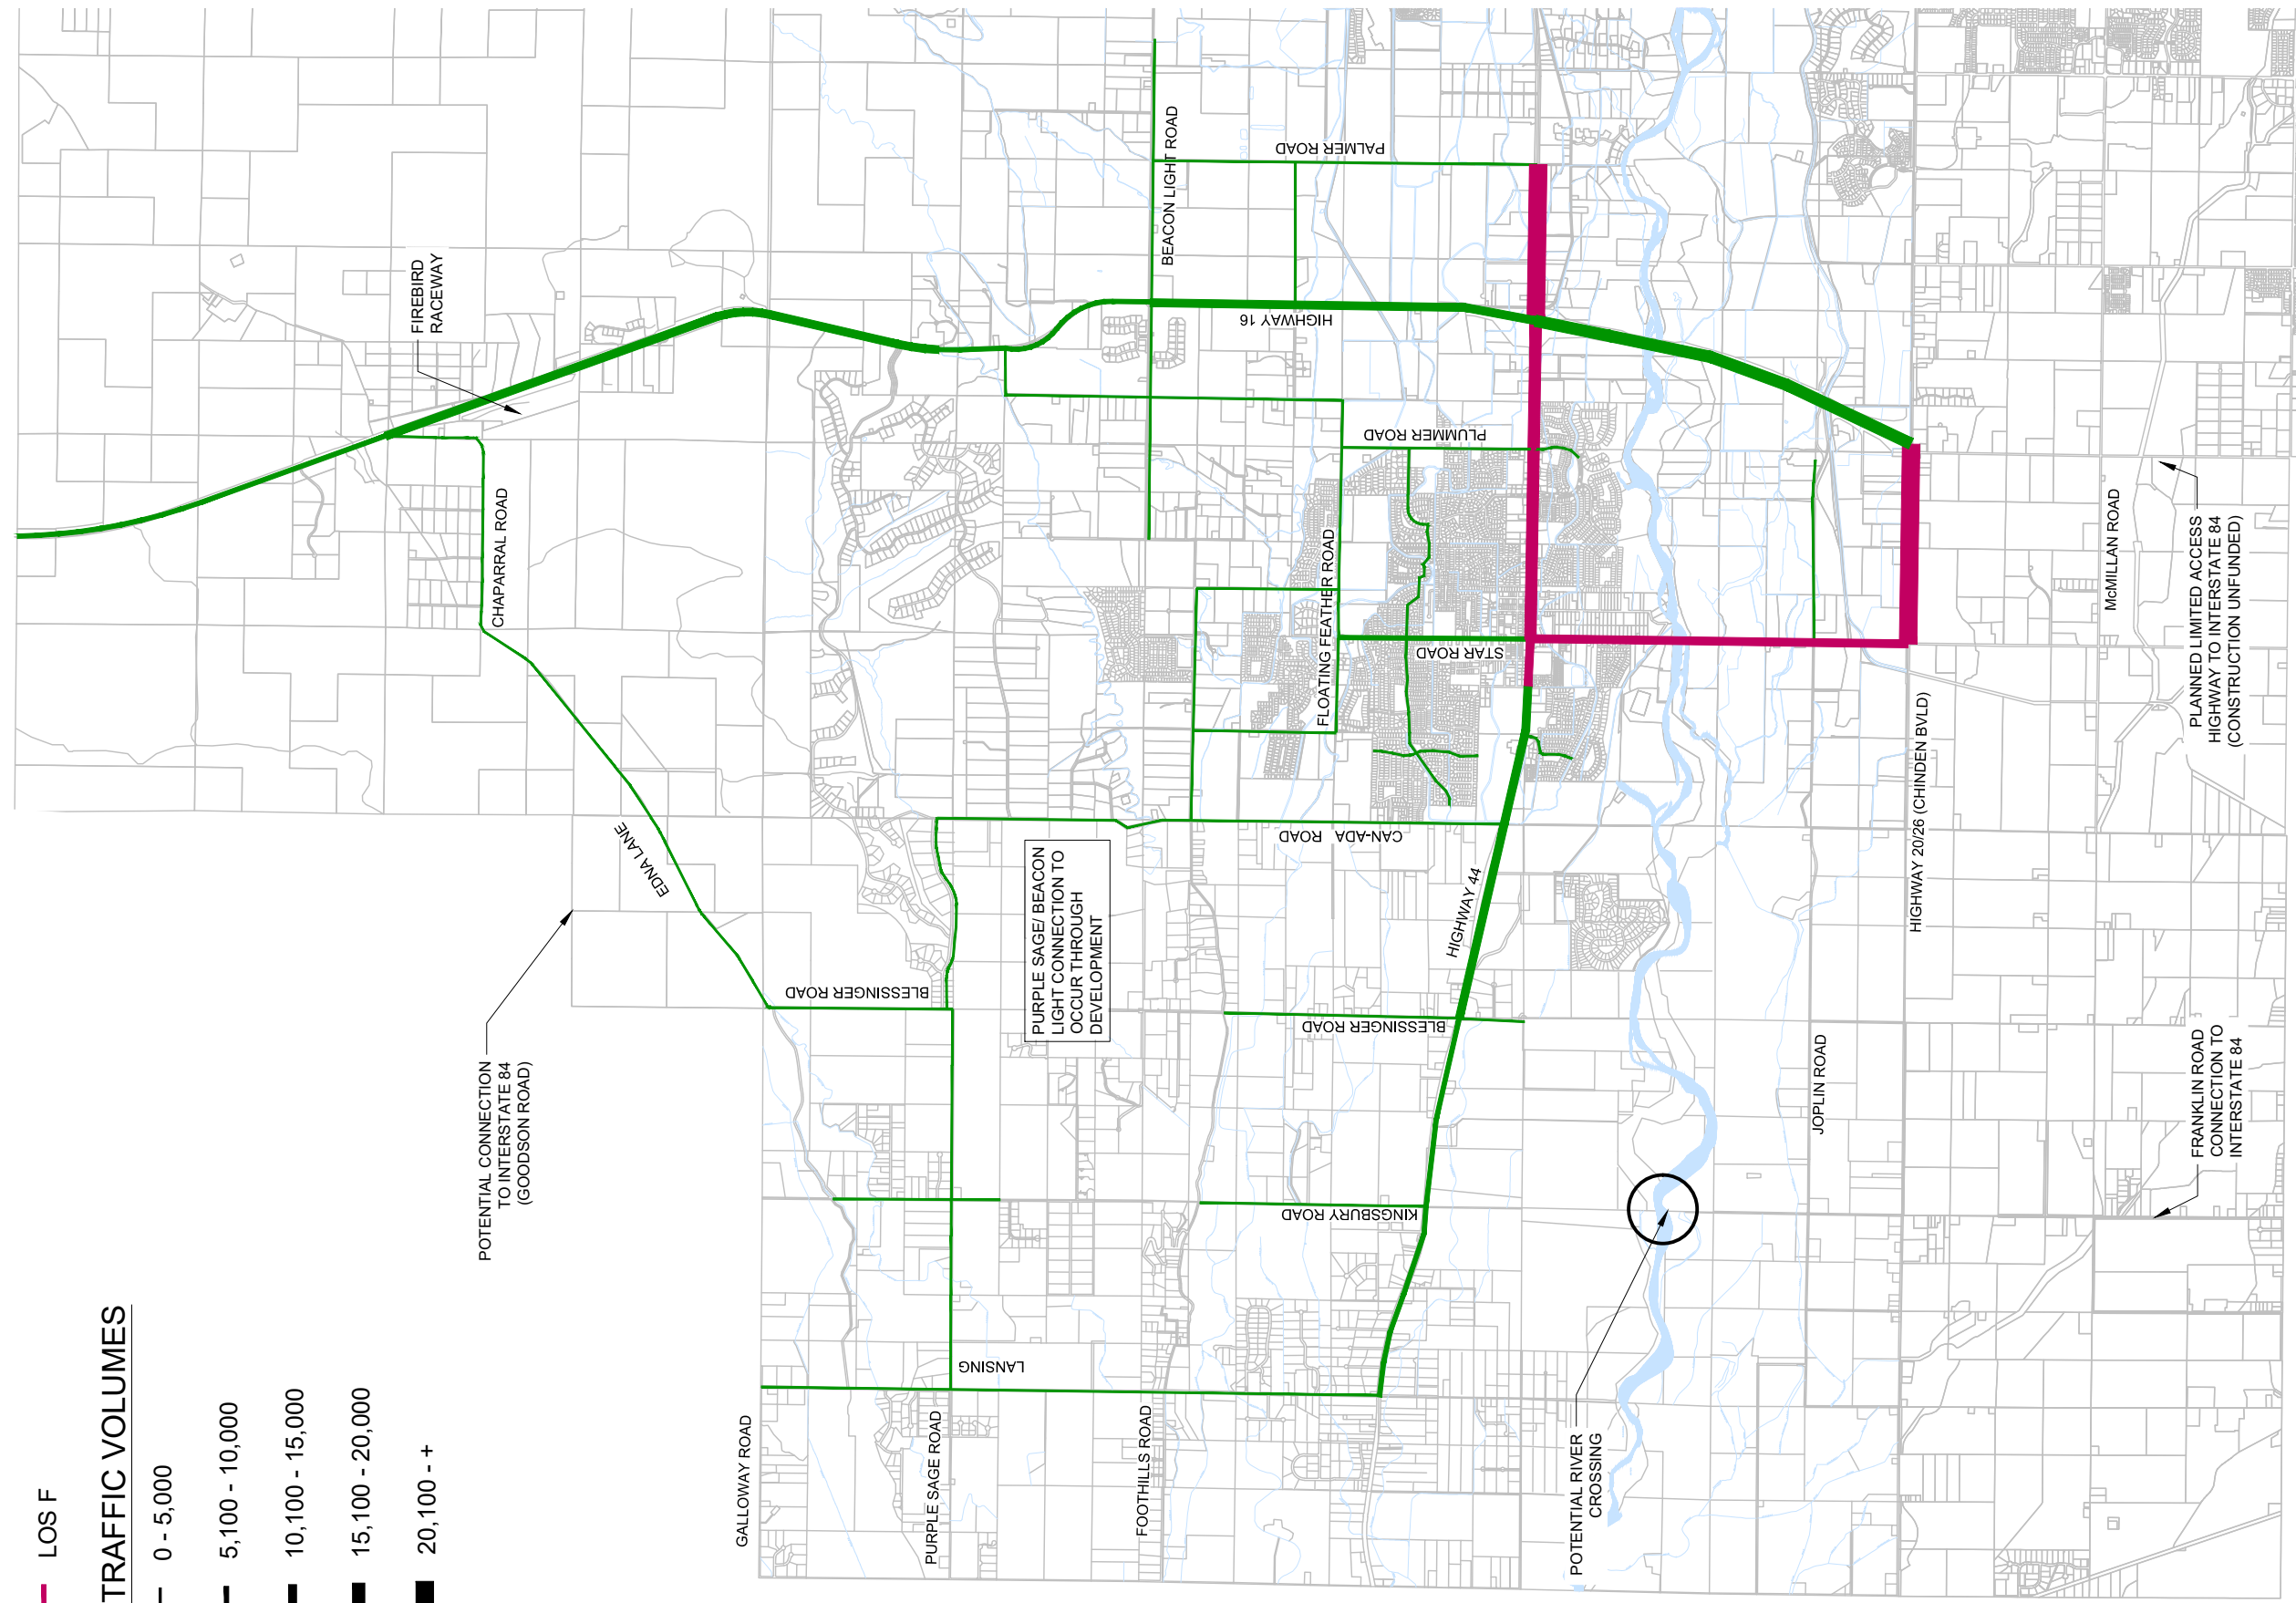 LOS F
TRAFFIC VOLUMES
0 - 5,000
5,100 - 10,000
10,100 - 15,000
15,100 - 20,000
20,100 - +
GALLOWAY ROAD
PURPLE SAGE ROAD
FOOTHILLS ROAD
POTENTIAL RIVER
CROSSING
LANSING
POTENTIAL CONNECTION
TO INTERSTATE 84
(GOODSON ROAD)
KINGSBURY ROAD
JOPLIN ROAD
FRANKLIN ROAD
CONNECTION TO
INTERSTATE 84
BLESSINGER ROAD
BLESSINGER ROAD
PURPLE SAGE/ BEACON
LIGHT CONNECTION TO
OCCUR THROUGH
DEVELOPMENT
HIGHWAY 44
EDNA LANE
CAN-ADA ROAD
HIGHWAY 20/26 (CHINDEN BVLD)
CHAPARRAL ROAD
FLOATING FEATHER ROAD
STAR ROAD
McMILLAN ROAD
PLANNED LIMITED ACCESS
HIGHWAY TO INTERSTATE 84
(CONSTRUCTION UNFUNDED)
PLUMMER ROAD
FIREBIRD
RACEWAY
HIGHWAY 16
BEACON LIGHT ROAD
PALMER ROAD